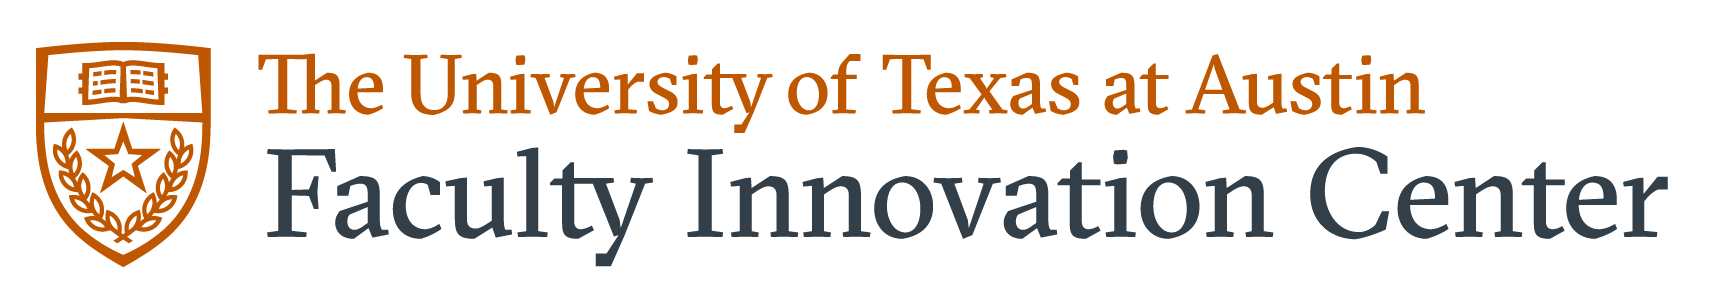 The University of Texas at Austin
Faculty Innovation Center